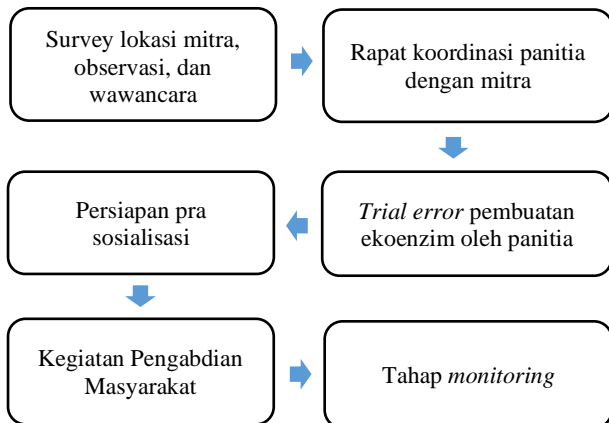 Survey lokasi mitra,
observasi, dan
wawancara
Rapat koordinasi panitia
dengan mitra
Trial error pembuatan
ekoenzim oleh panitia
Persiapan pra
sosialisasi
Kegiatan Pengabdian
Masyarakat
Tahap monitoring